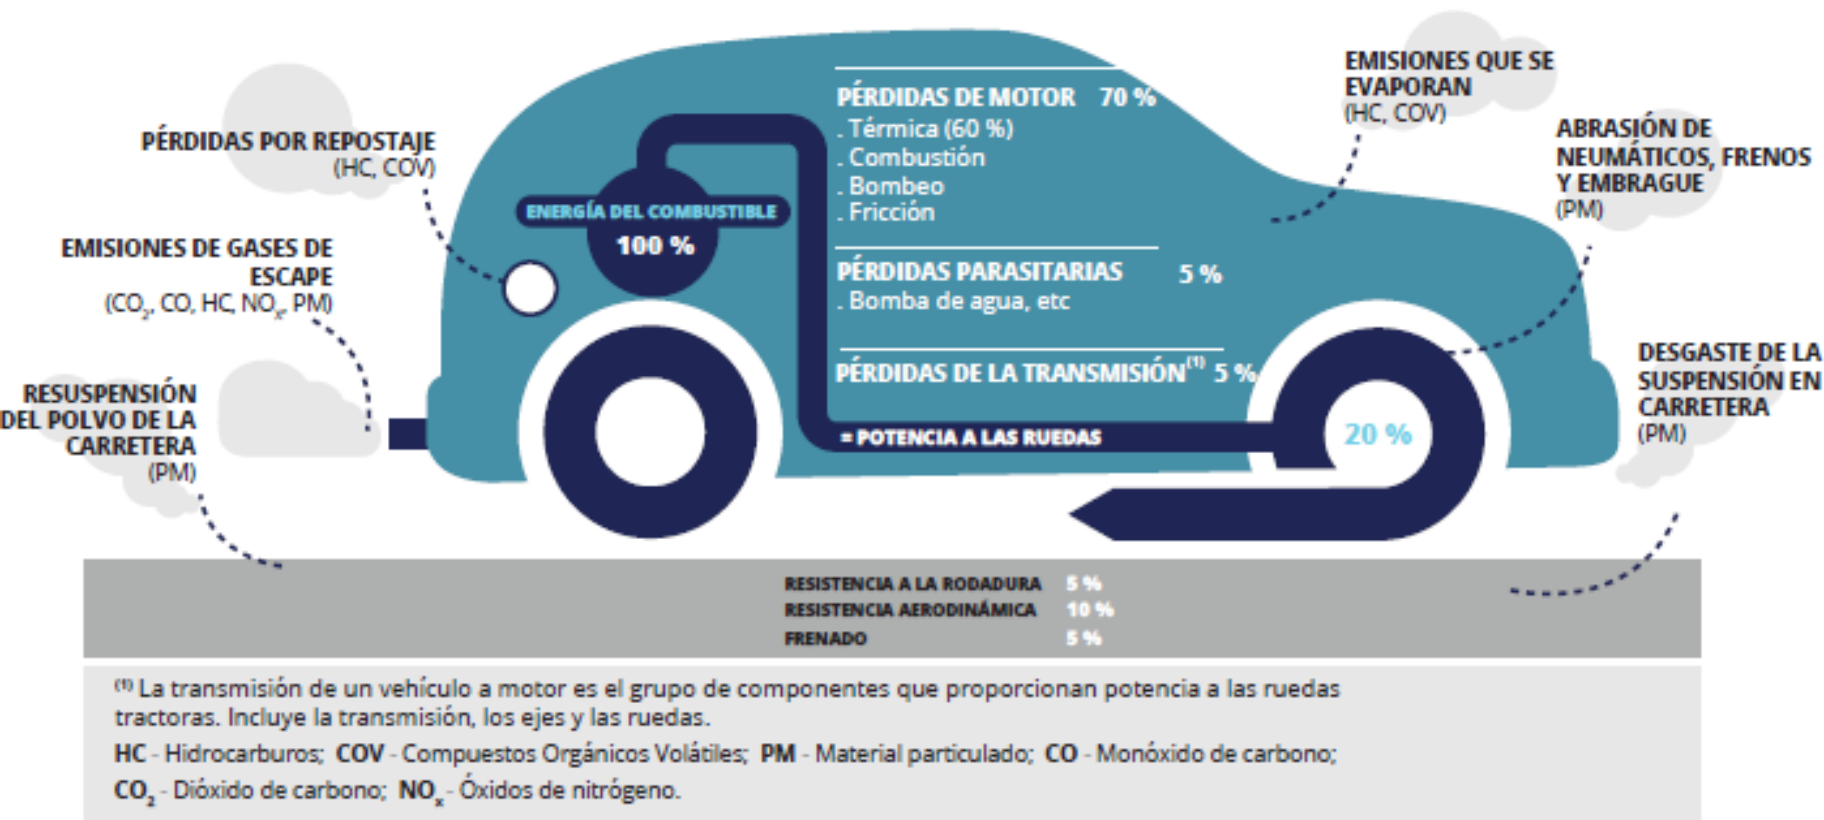 PÉRDIDAS POR REPOSTAJE
(HC, COV)
EMISIONES DE GASES DE
ESCAPE
(CO₂, CO, HC, NOₓ, PM)
RESUSPENSIÓN
DEL POLVO DE LA
CARRETERA
(PM)
ENERGÍA DEL COMBUSTIBLE
100 %
PÉRDIDAS DE MOTOR 70 %
. Térmica (60 %)
. Combustión
. Bombeo
. Fricción
PÉRDIDAS PARASITARIAS 5 %
. Bomba de agua, etc
PÉRDIDAS DE LA TRANSMISIÓN⁽¹⁾ 5 %
= POTENCIA A LAS RUEDAS
20 %
EMISIONES QUE SE
EVAPORAN
(HC, COV)
ABRASIÓN DE
NEUMÁTICOS, FRENOS
Y EMBRAGUE
(PM)
DESGASTE DE LA
SUSPENSIÓN EN
CARRETERA
(PM)
RESISTENCIA A LA RODADURA 5 %
RESISTENCIA AERODINÁMICA 10 %
FRENADO 5 %
⁽¹⁾ La transmisión de un vehículo a motor es el grupo de componentes que proporcionan potencia a las ruedas
tractoras. Incluye la transmisión, los ejes y las ruedas.
HC - Hidrocarburos; COV - Compuestos Orgánicos Volátiles; PM - Material particulado; CO - Monóxido de carbono;
CO₂ - Dióxido de carbono; NOₓ - Óxidos de nitrógeno.